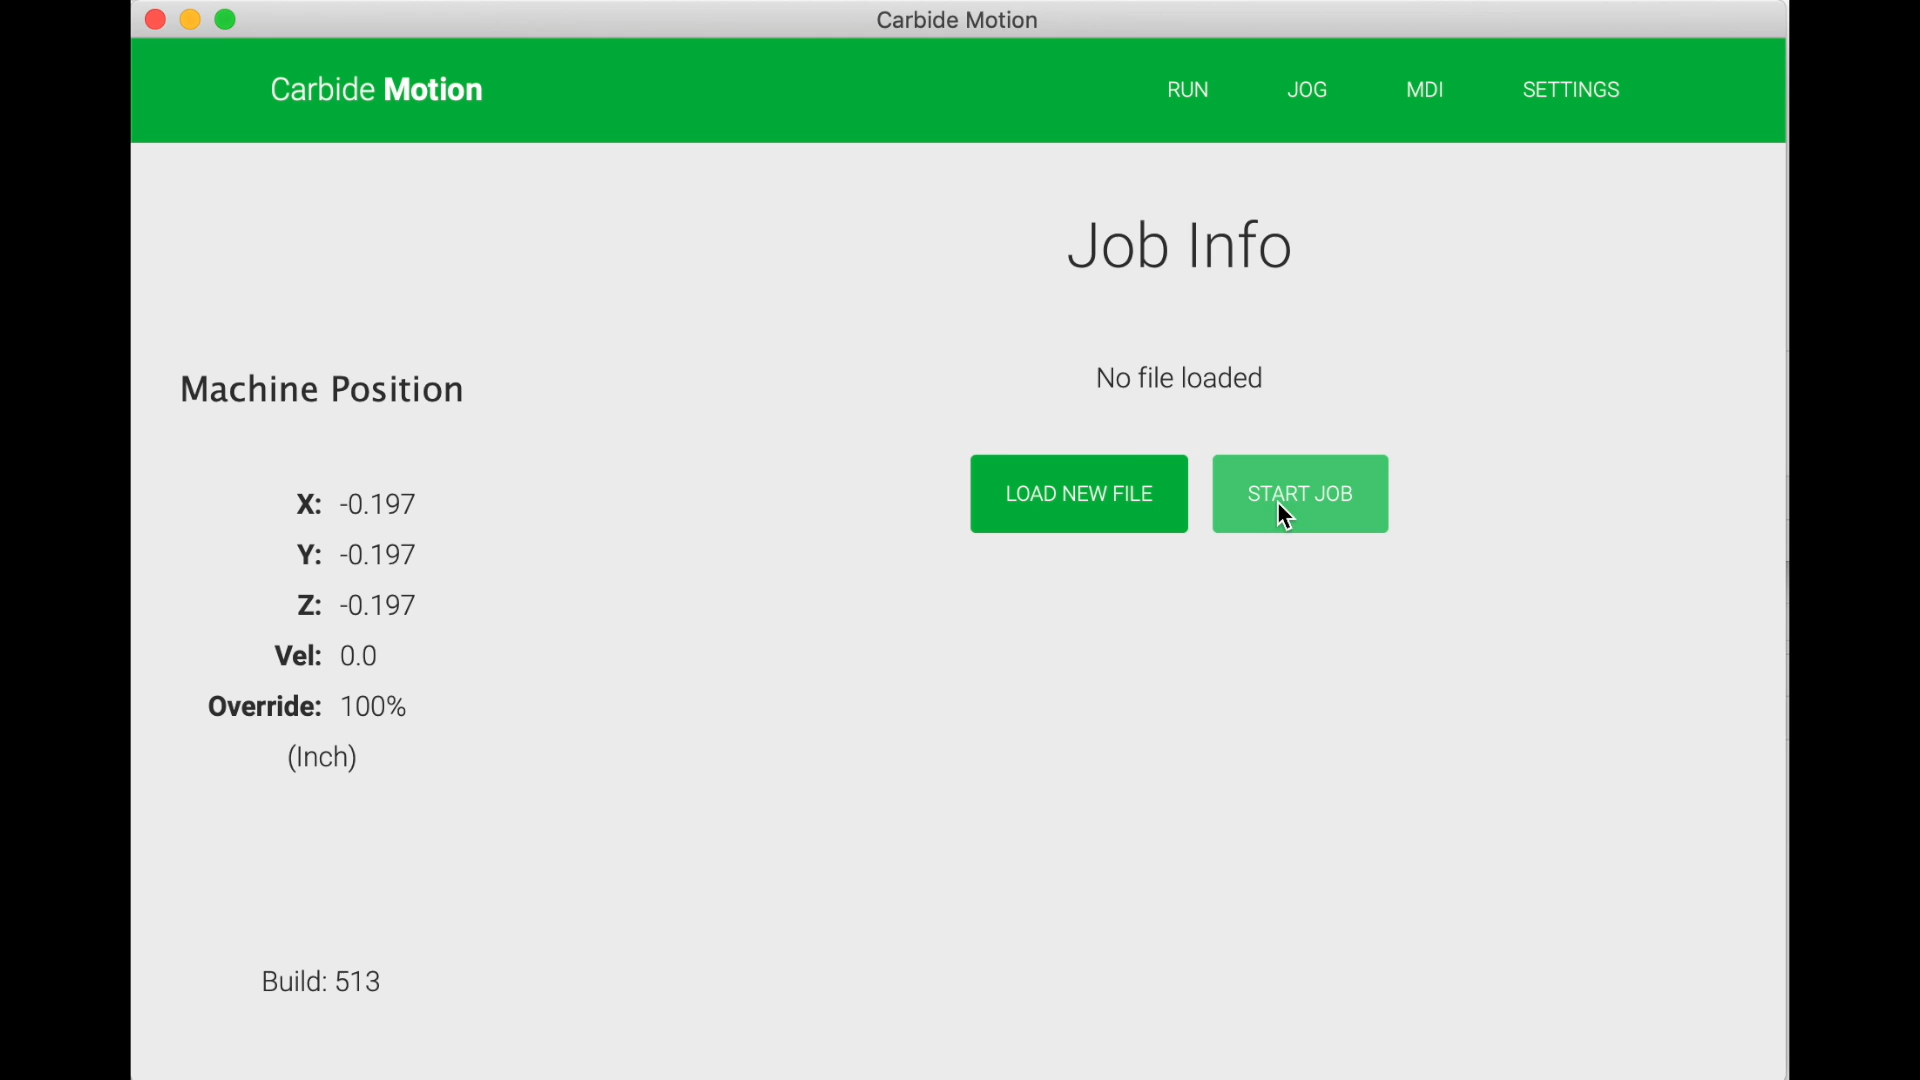 Carbide Motion
Carbide Motion
RUN
JOG
MDI
SETTINGS
Job Info
No file loaded
LOAD NEW FILE
START JOB
Machine Position
X: -0.197
Y: -0.197
Z: -0.197
Vel: 0.0
Override: 100%
(Inch)
Build: 513